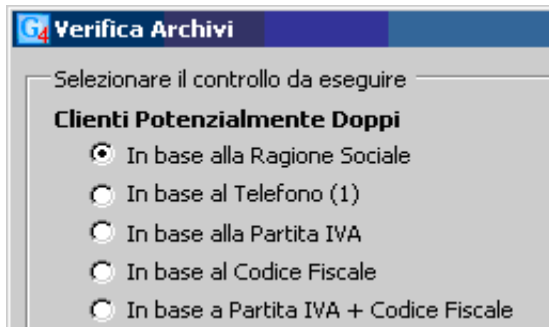 G4 Verifica Archivi
Selezionare il controllo da eseguire
Clienti Potenzialmente Doppi
In base alla Ragione Sociale
In base al Telefono (1)
In base alla Partita IVA
In base al Codice Fiscale
In base a Partita IVA + Codice Fiscale